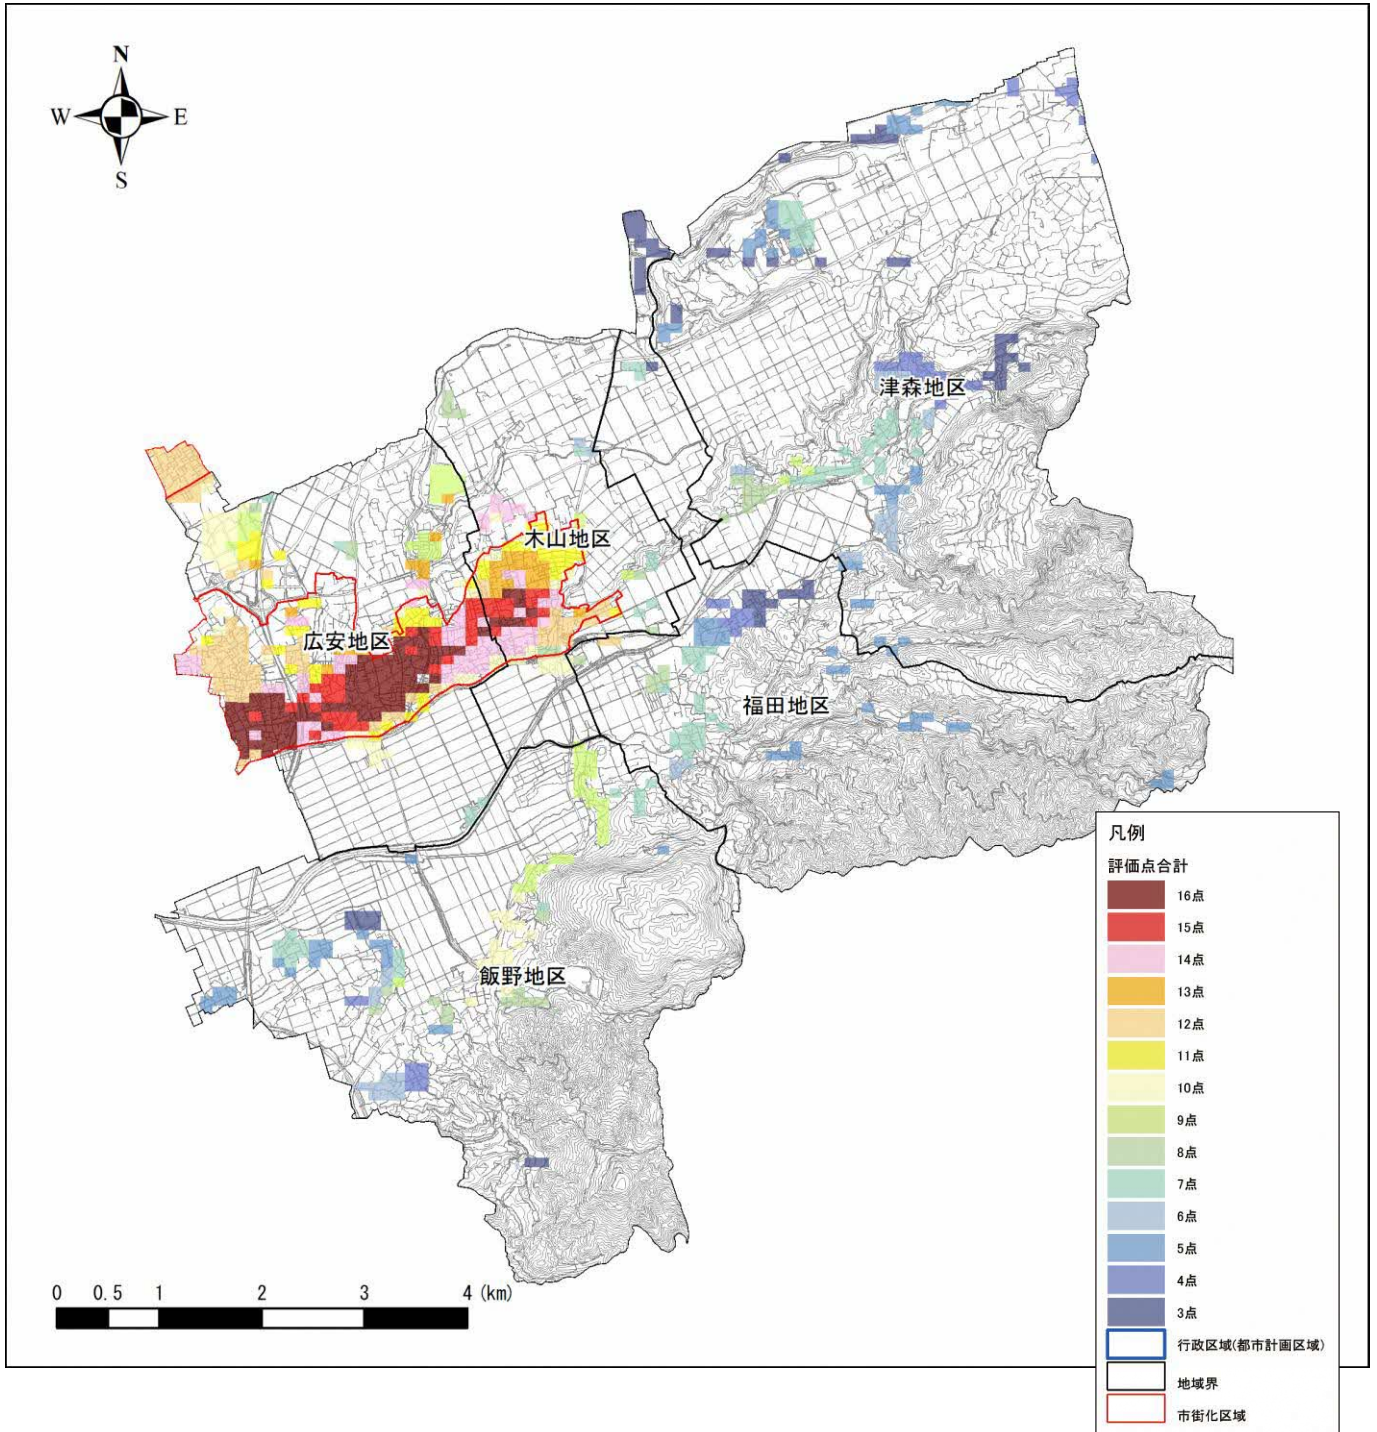 N
W E
S
津森地区
木山地区
広安地区
福田地区
飯野地区
0 0.5 1 2 3 4 (km)
凡例
評価点合計
16点
15点
14点
13点
12点
11点
10点
9点
8点
7点
6点
5点
4点
3点
行政区域(都市計画区域)
地域界
市街化区域